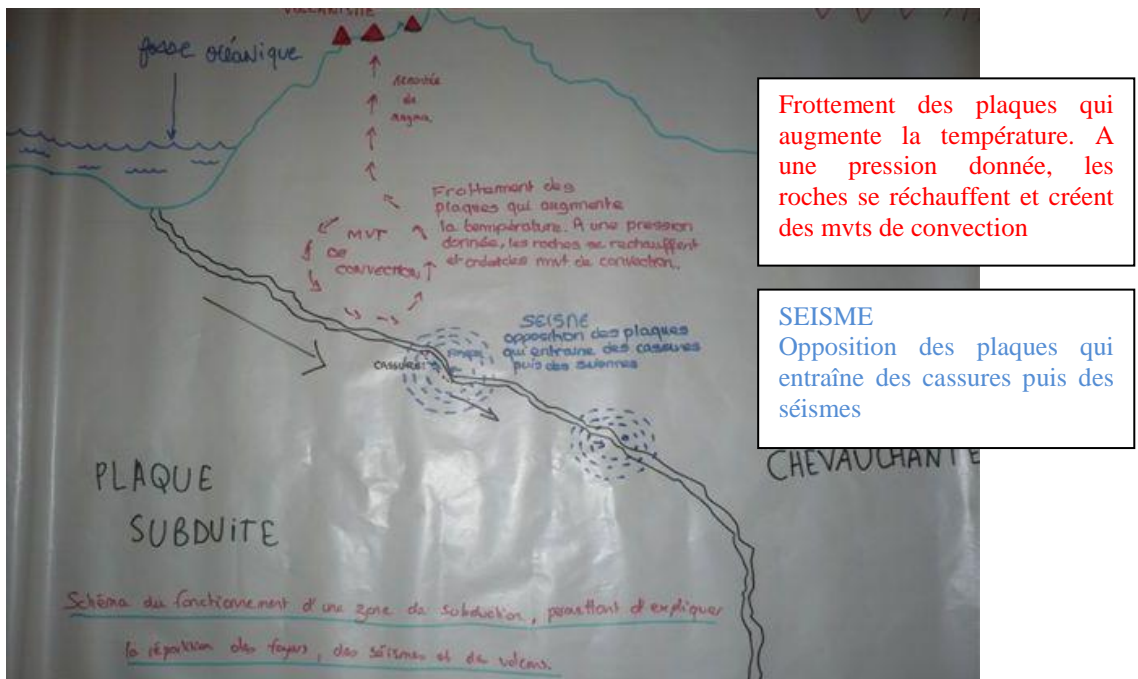 VOLCANISME
fosse océanique
remontée
de
magma
Frottement des
plaques qui augmente
la température. A une pression
donnée, les roches se rechauffent
et créent des mvt de convection.
MVT
DE
CONVECTION
SEISME
opposition des plaques
qui entraine des cassures
puis des séismes
CASSURE
PLAQUE
SUBDUITE
CHEVAUCHANTE
Schéma du fonctionnement d'une zone de subduction, permettant d'expliquer
la répartition des foyers, des séismes et de volcans.
Frottement des plaques qui
augmente la température. A
une pression donnée, les
roches se réchauffent et créent
des mvts de convection
SEISME
Opposition des plaques qui
entraîne des cassures puis des
séismes